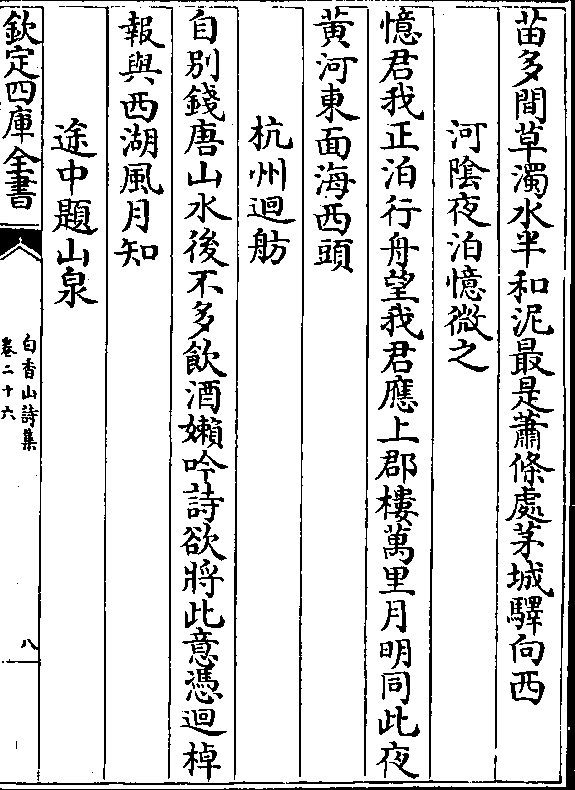 苗多間草濁水半和泥最是蕭條處茅城驛向西
河陰夜泊憶微之
憶君我正泊行舟望我君應上郡樓萬里月明同此夜
黃河東面海西頭
杭州迴舫
自別錢唐山水後不多飲酒嬾吟詩欲將此意憑迴棹
報與西湖風月知
途中題山泉
欽定四庫全書
白香山詩集
卷二十六
八